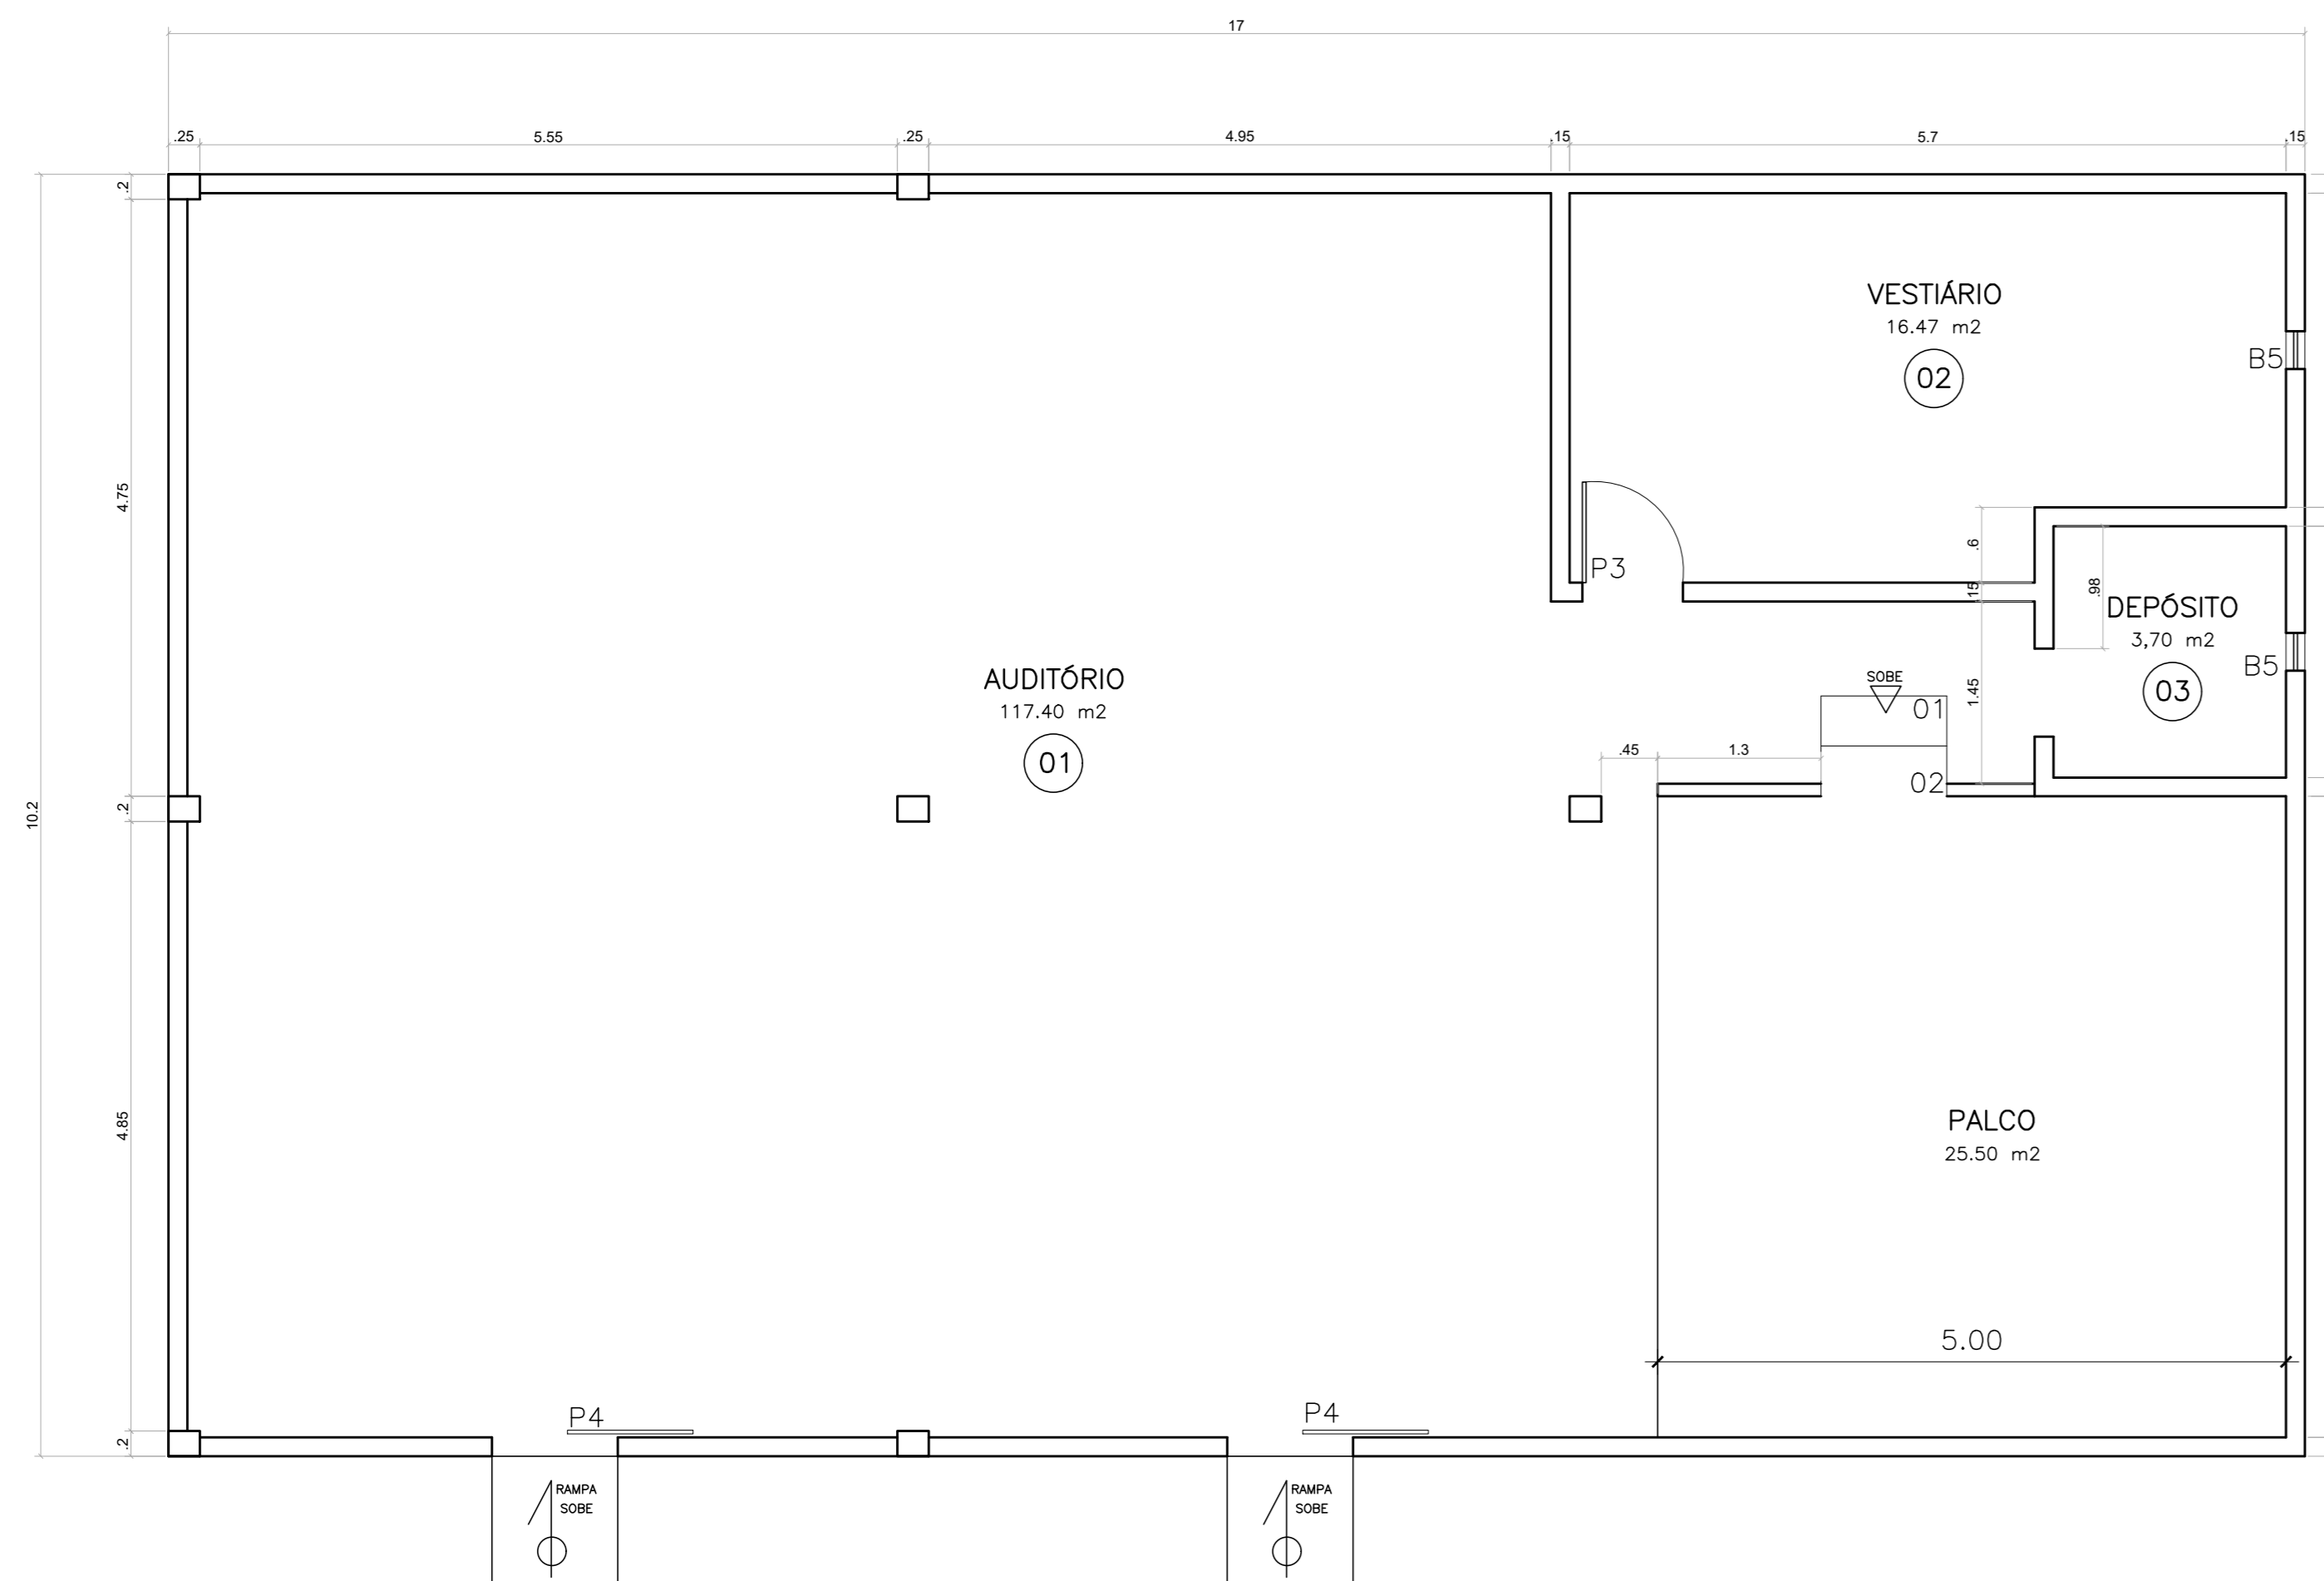 17
.25
5.55
.25
4.95
.15
5.7
.15
.2
VESTIÁRIO
16.47 m2
02
B5
4.75
P3
.6
15
.98
DEPÓSITO
3,70 m2
03
B5
AUDITÓRIO
117.40 m2
01
SOBE
01
1.45
.45
1.3
02
10.2
.2
4.85
PALCO
25.50 m2
5.00
P4
P4
.2
RAMPA
SOBE
RAMPA
SOBE